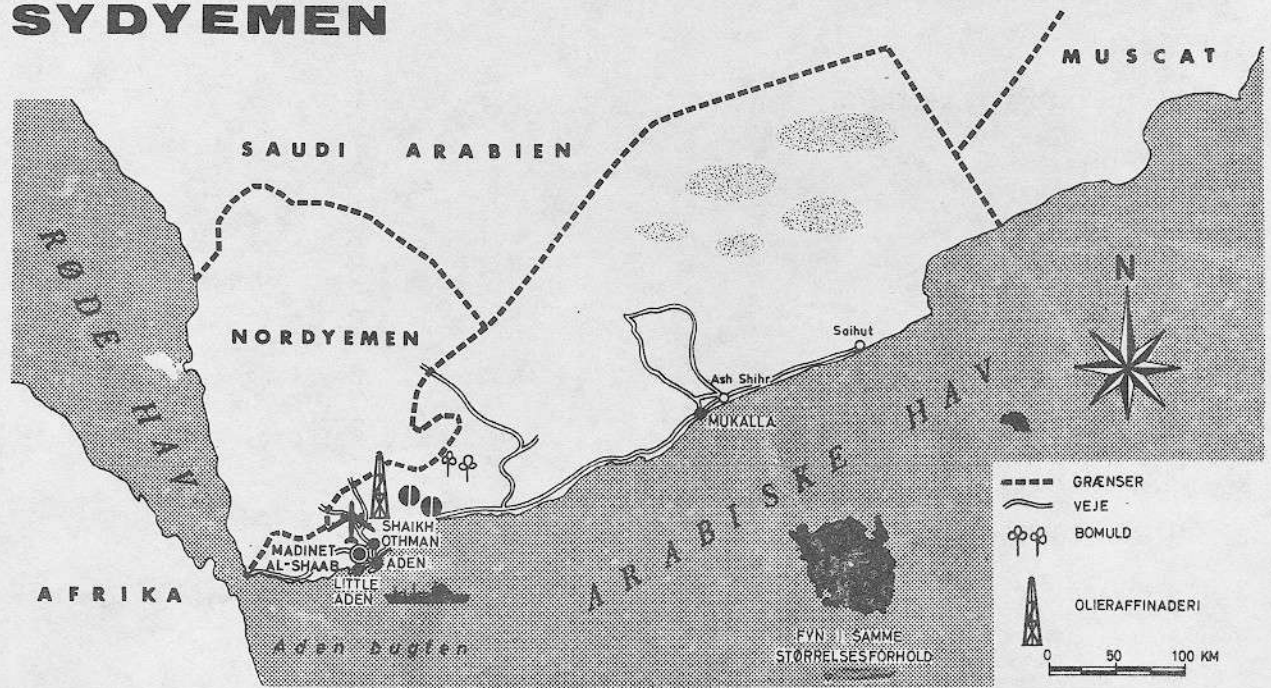 SYDYEMEN
MUSCAT
SAUDI ARABIEN
RØDE HAV
N
NORDYEMEN
Saihut
Ash Shihr
MUKALLA
ARABISKE HAV
SHAIKH
OTHMAN
MADINET
AL-SHAAB
ADEN
LITTLE
ADEN
AFRIKA
Aden bugten
FYN I SAMME
STØRRELSESFORHOLD
GRÆNSER
VEJE
BOMULD
OLIERAFFINADERI
0 50 100 KM